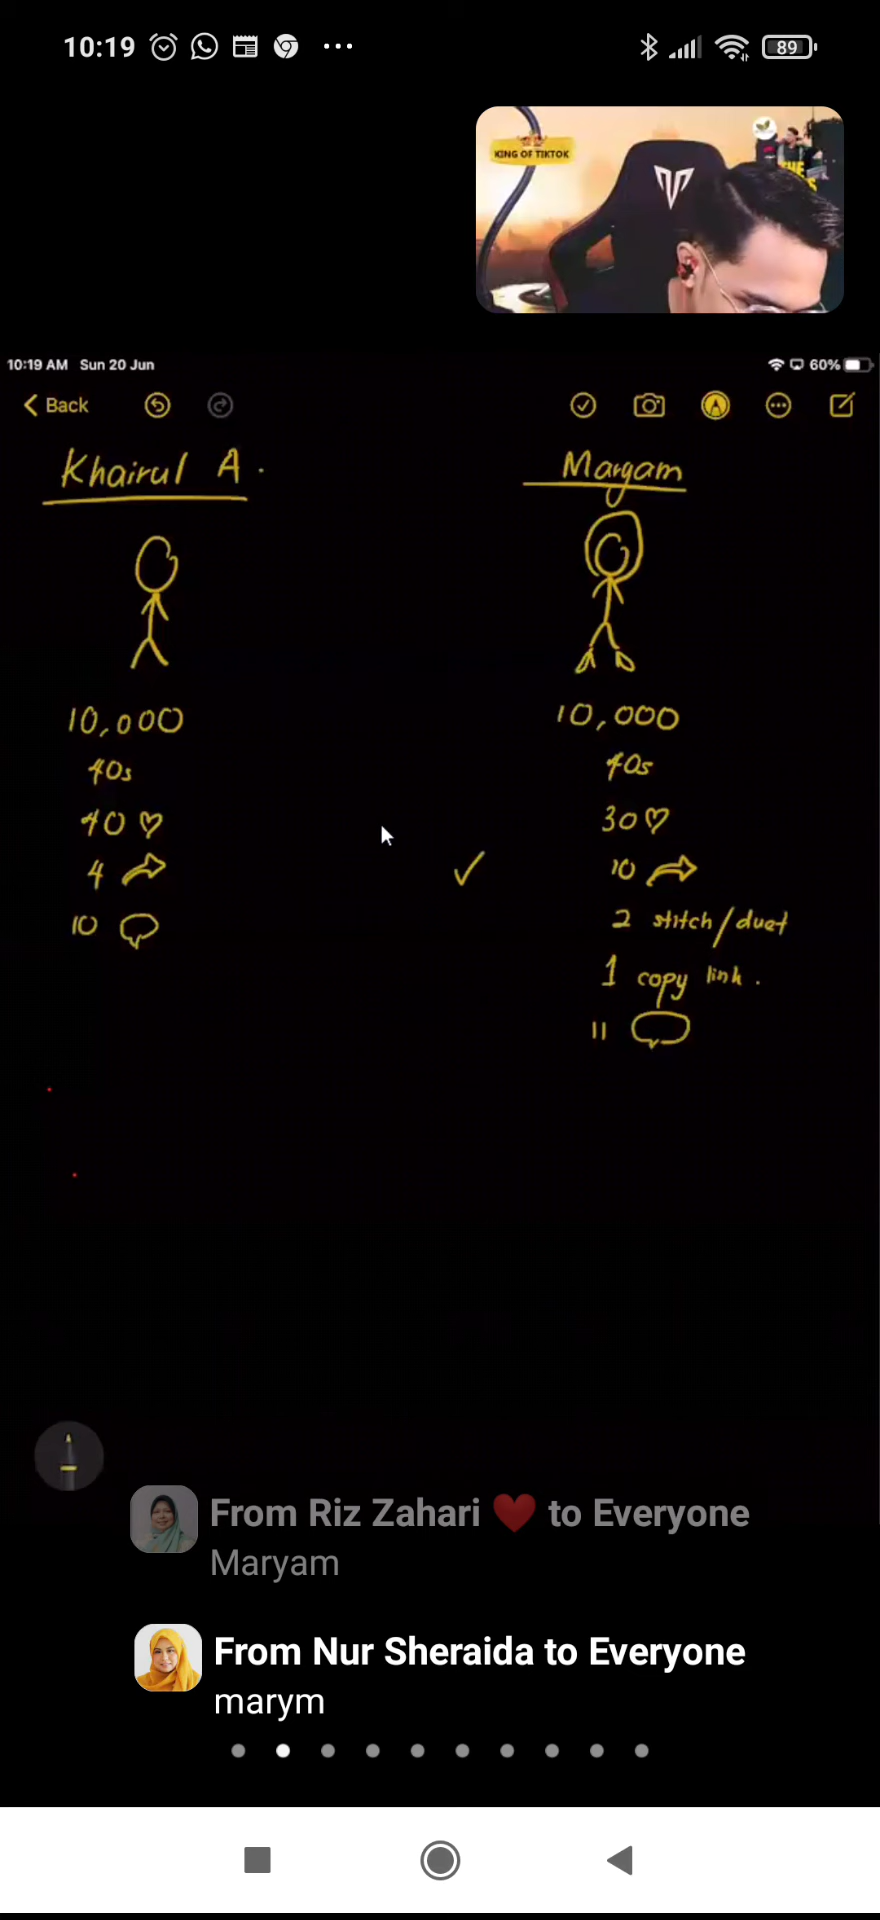 10:19
89
KING OF TIKTOK
10:19 AM Sun 20 Jun
60%
Back
Khairul A.
Maryam
10,000
40s
40
4
10
10,000
40s
30
10
2 stitch/duet
1 copy link.
11
From Riz Zahari ❤️ to Everyone
Maryam
From Nur Sheraida to Everyone
marym